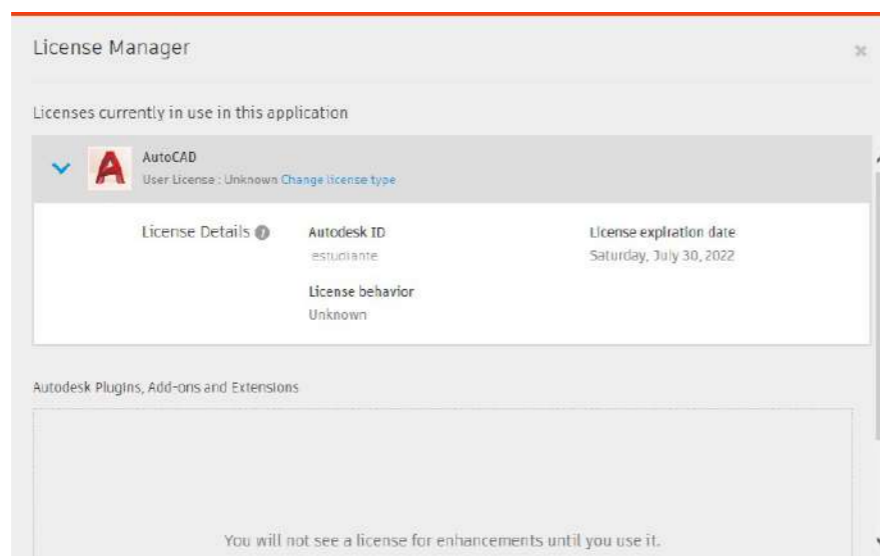 License Manager
Licenses currently in use in this application
AutoCAD
User License : Unknown Change license type
License Details
Autodesk ID
License expiration date
estudiante
Saturday, July 30, 2022
License behavior
Unknown
Autodesk Plugins, Add-ons and Extensions
You will not see a license for enhancements until you use it.